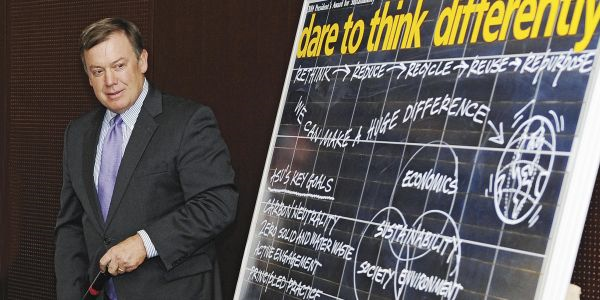 President's Award for Sustainability
dare to think differently
RETHINK → REDUCE → RECYCLE → REUSE → REPURPOSE
WE CAN MAKE A HUGE DIFFERENCE →
ASU'S KEY GOALS
ECONOMICS
CARBON NEUTRALITY
ZERO SOLID AND WATER WASTE
SUSTAINABILITY
ACTIVE ENGAGEMENT
SOCIETY
ENVIRONMENT
PRINCIPLED PRACTICE